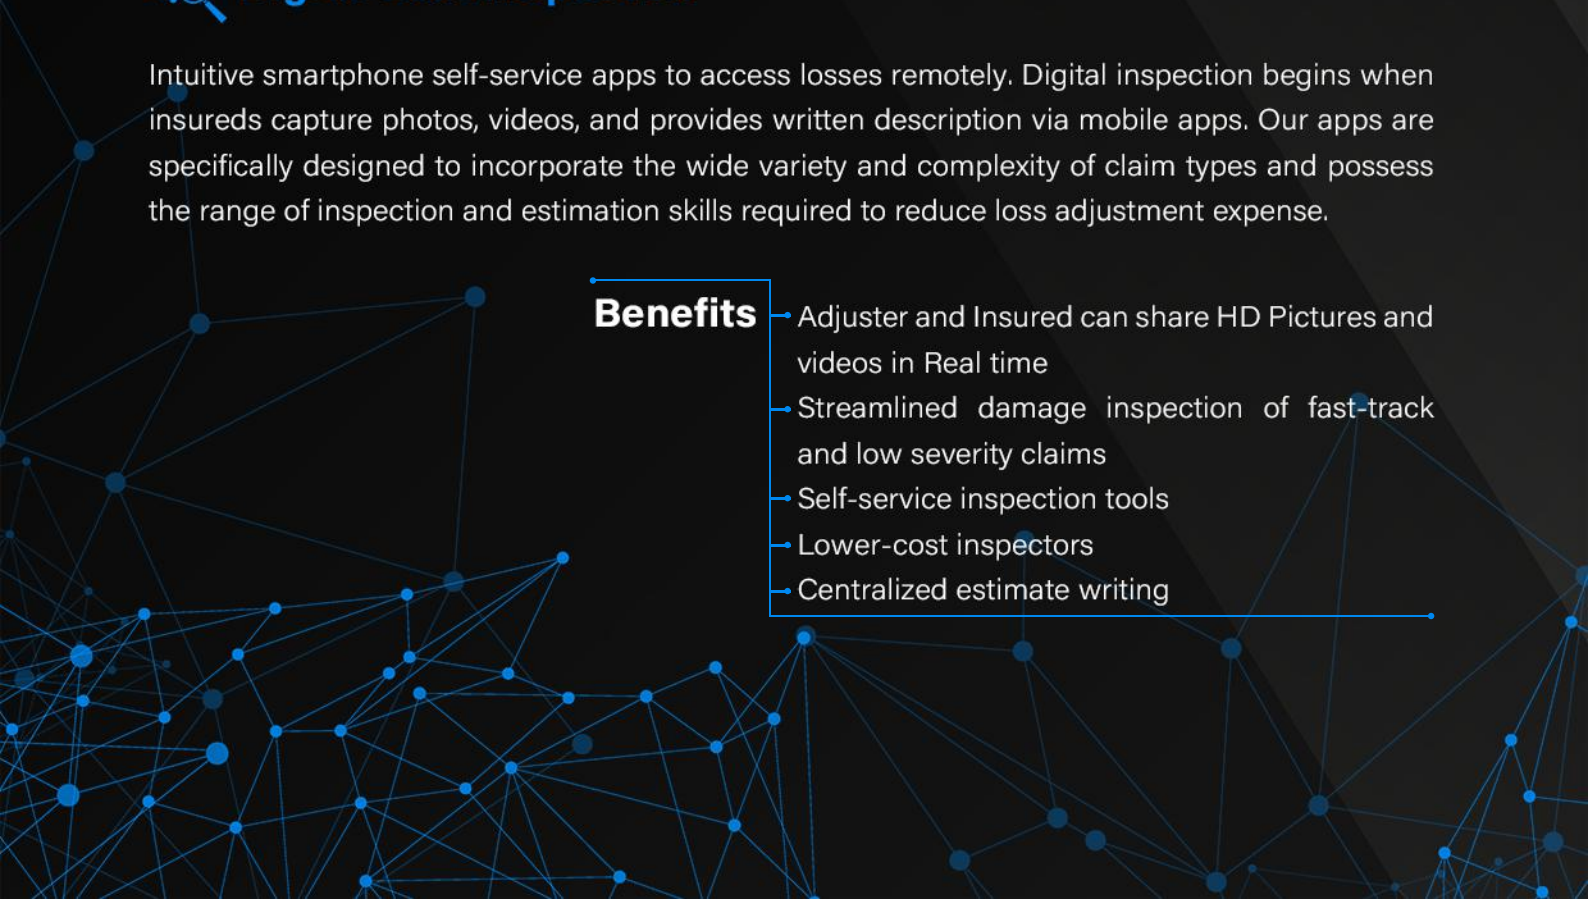 Intuitive smartphone self-service apps to access losses remotely. Digital inspection begins when
insureds capture photos, videos, and provides written description via mobile apps. Our apps are
specifically designed to incorporate the wide variety and complexity of claim types and possess
the range of inspection and estimation skills required to reduce loss adjustment expense.
Benefits
Adjuster and Insured can share HD Pictures and
videos in Real time
Streamlined damage inspection of fast-track
and low severity claims
Self-service inspection tools
Lower-cost inspectors
Centralized estimate writing